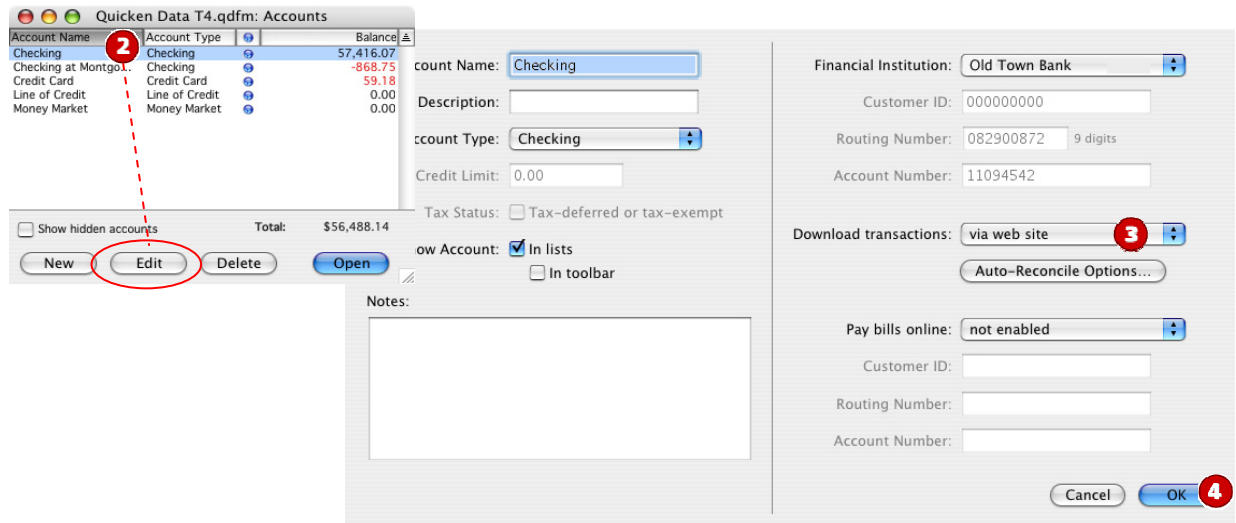 Quicken Data T4.qdfm: Accounts
Account Name Account Type Balance
2
Checking Checking 57,416.07
Checking at Montgo... Checking -868.75
Credit Card Credit Card 59.18
Line of Credit Line of Credit 0.00
Money Market Money Market 0.00
Show hidden accounts Total: $56,488.14
New Edit Delete Open
count Name: Checking
Description:
ccount Type: Checking
Credit Limit: 0.00
Tax Status: Tax-deferred or tax-exempt
ow Account: In lists
In toolbar
Notes:
Financial Institution: Old Town Bank
Customer ID: 000000000
Routing Number: 082900872 9 digits
Account Number: 11094542
Download transactions: via web site 3
Auto-Reconcile Options...
Pay bills online: not enabled
Customer ID:
Routing Number:
Account Number:
Cancel OK 4